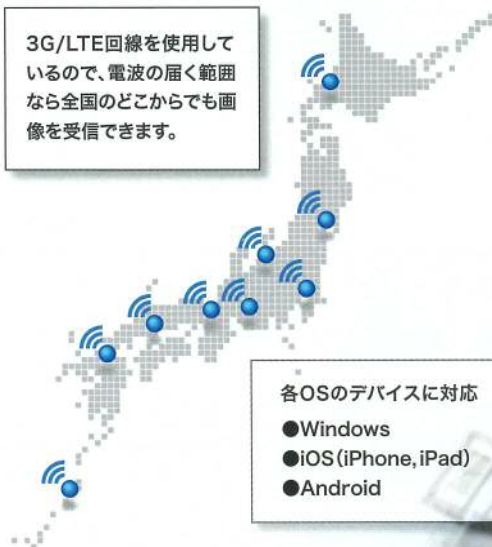 3G/LTE回線を使用して
いるので、電波の届く範囲
なら全国のどこからでも画
像を受信できます。
各OSのデバイスに対応
●Windows
●iOS(iPhone,iPad)
●Android